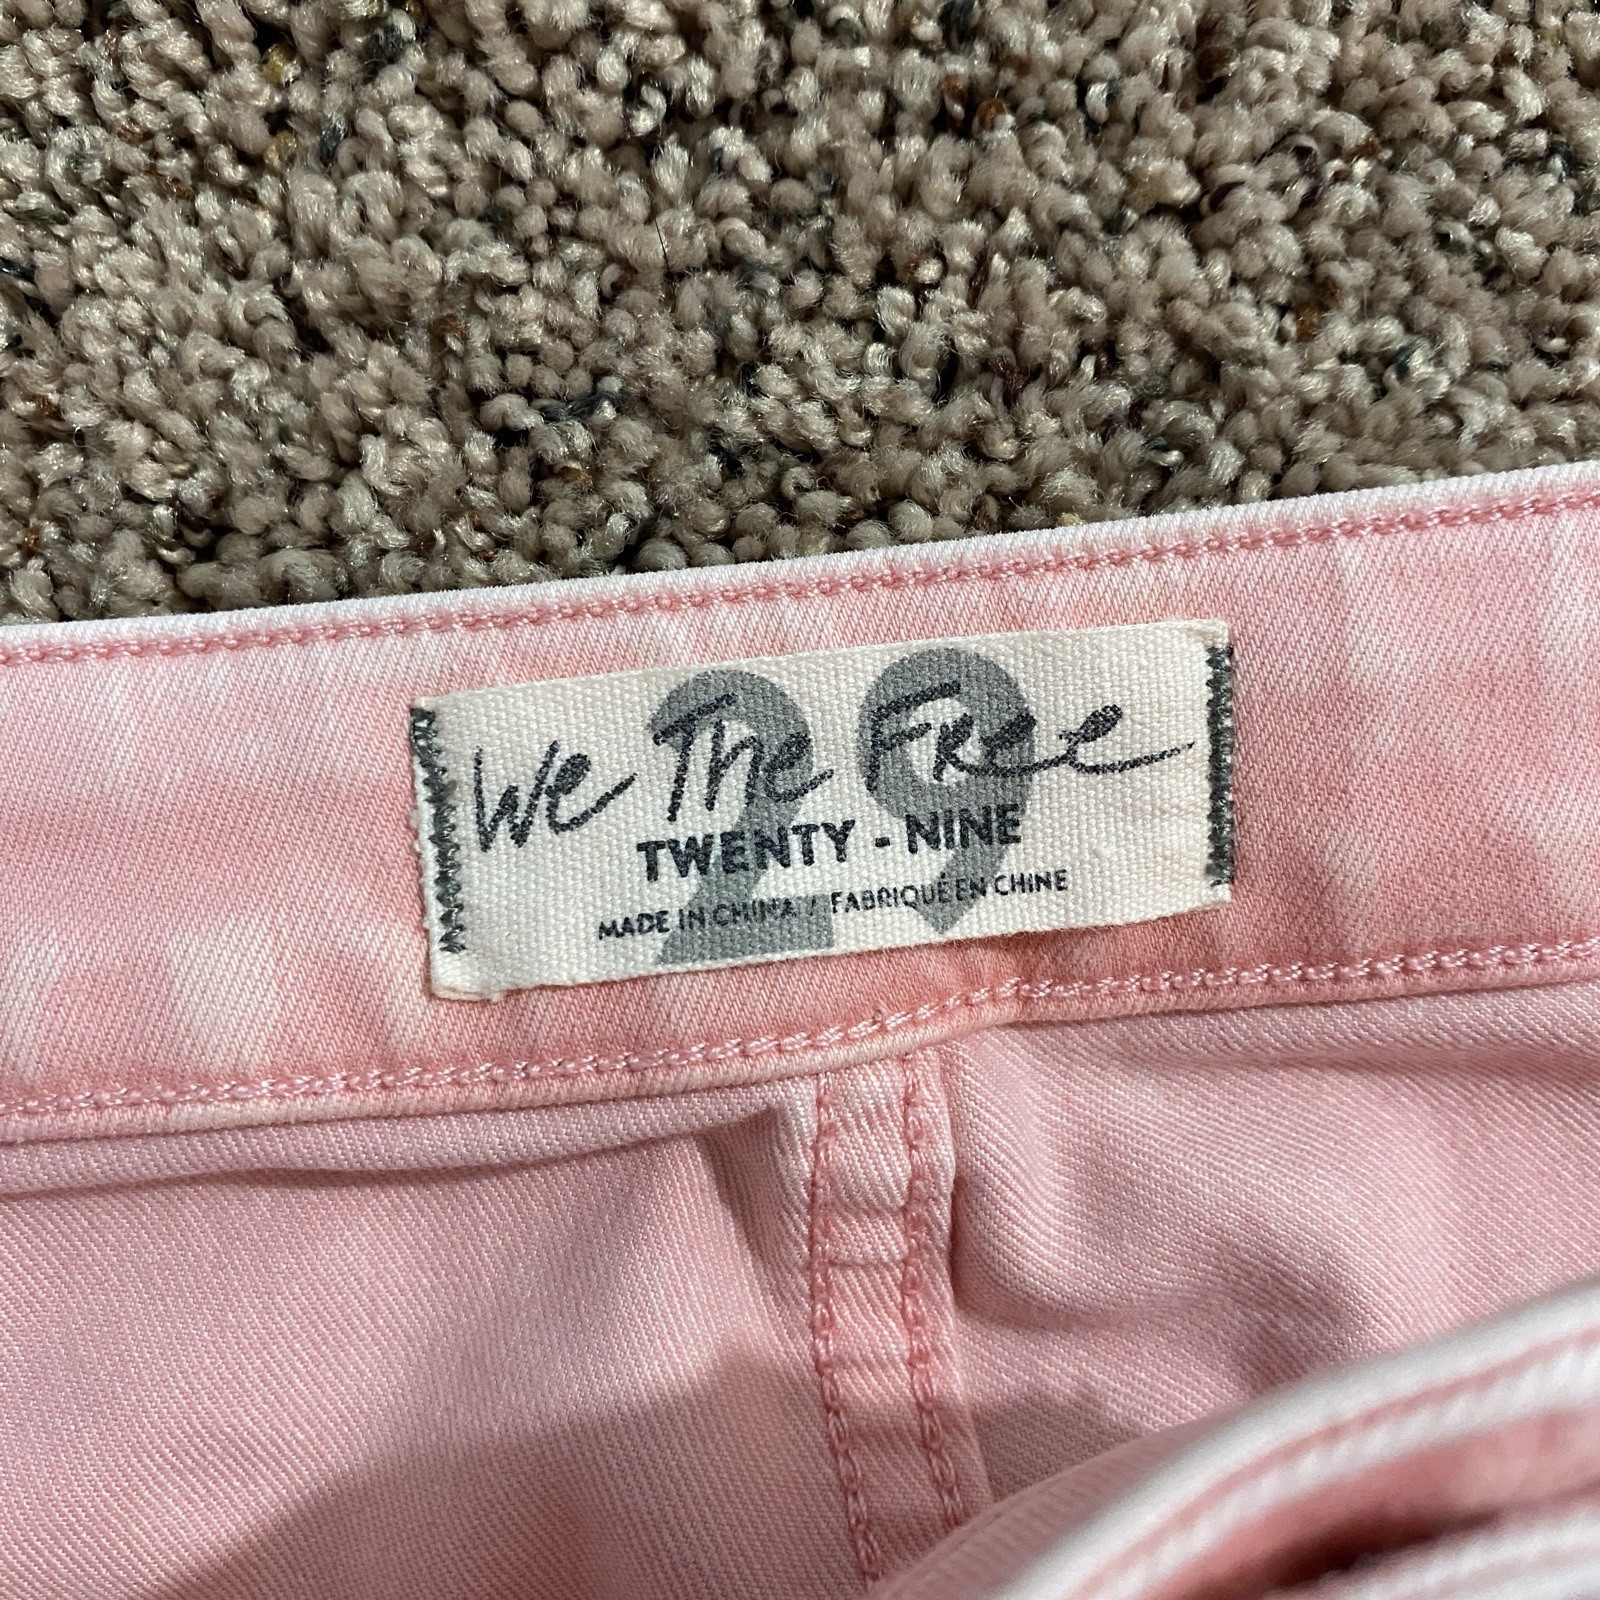 29
We The Free
TWENTY - NINE
MADE IN CHINA / FABRIQUÉ EN CHINE